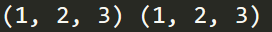 (1, 2, 3) (1, 2, 3)